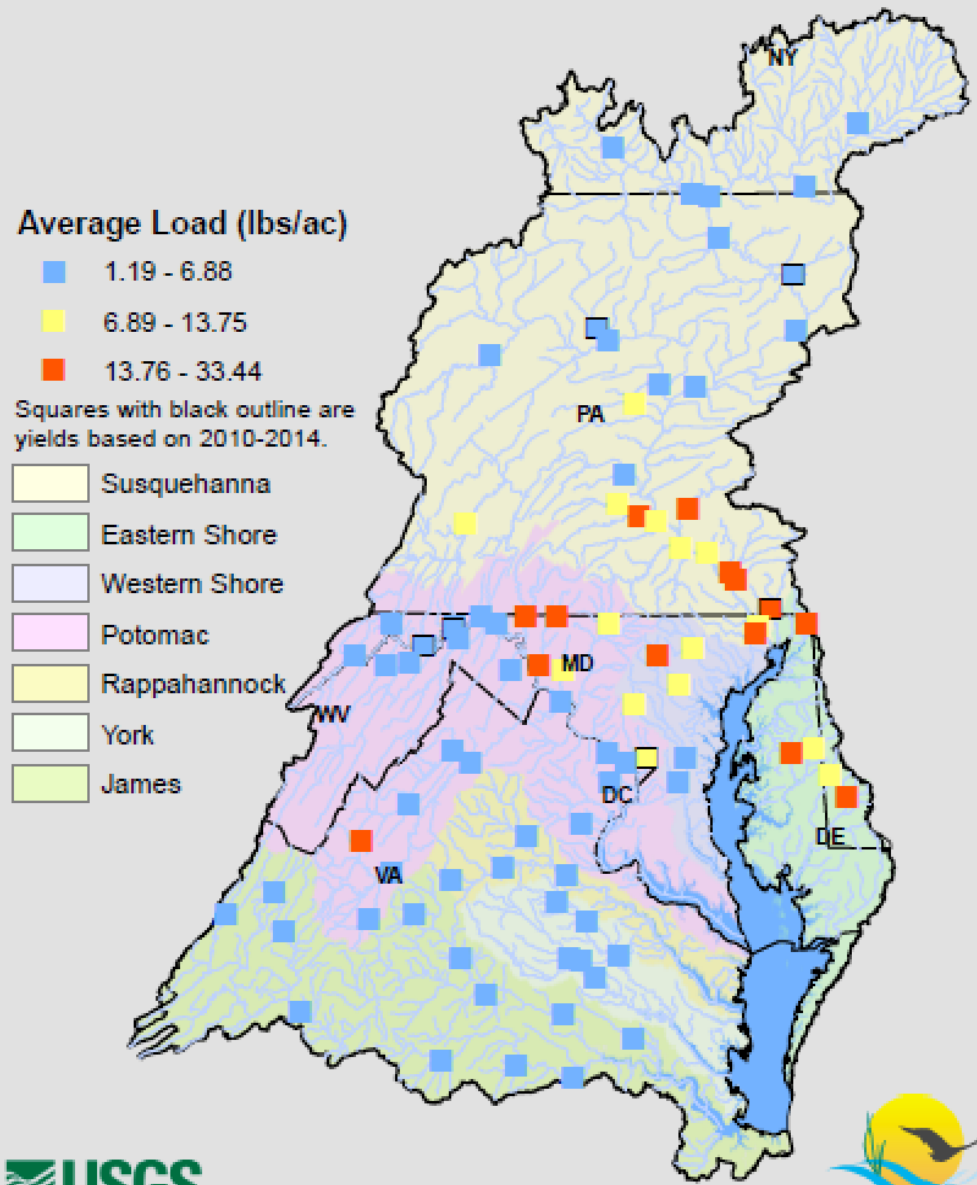 NY
Average Load (lbs/ac)
1.19 - 6.88
6.89 - 13.75
13.76 - 33.44
Squares with black outline are
yields based on 2010-2014.
PA
Susquehanna
Eastern Shore
Western Shore
Potomac
MD
Rappahannock
WV
York
James
DC
DE
VA
USGS